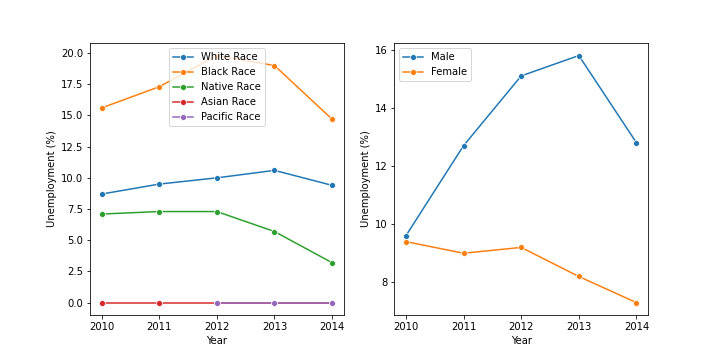 20.0
17.5
15.0
12.5
10.0
7.5
5.0
2.5
0.0
Unemployment (%)
White Race
Black Race
Native Race
Asian Race
Pacific Race
2010 2011 2012 2013 2014
Year
16
14
12
10
8
Unemployment (%)
Male
Female
2010 2011 2012 2013 2014
Year